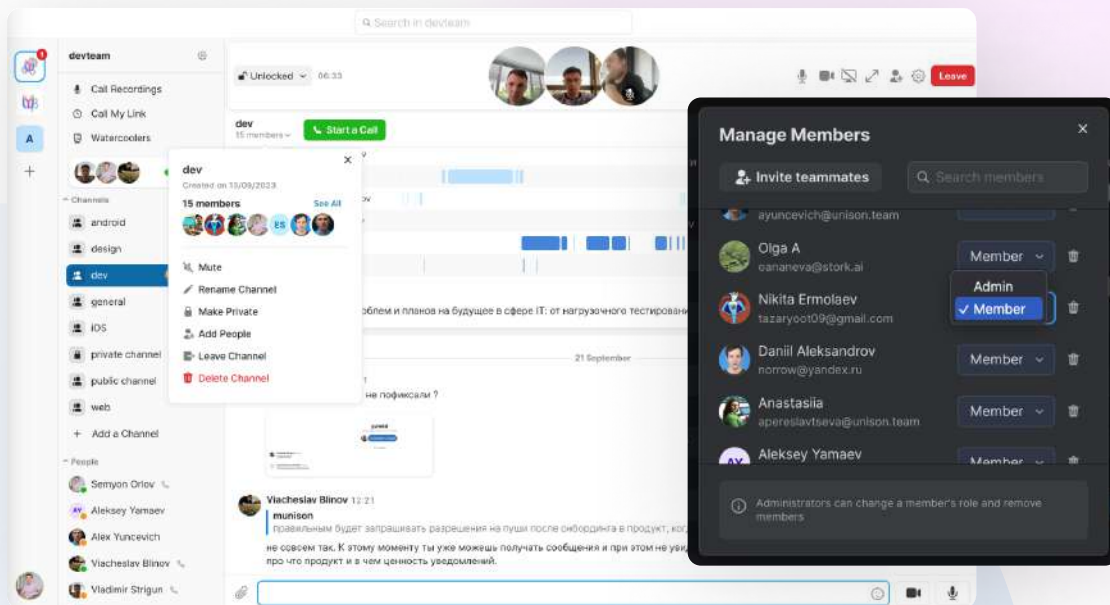 Search in devteam
1
devteam
Call Recordings
Call My Link
Watercoolers
A
Channels
android
design
dev
general
iOS
private channel
public channel
web
+ Add a Channel
People
Semyon Orlov
AY Aleksey Yamaev
Alex Yuncevich
Viacheslav Blinov
Vladimir Strigun
Unlocked
06:33
Leave
dev
15 members
Start a Call
dev
Created on 13/09/2023
15 members
See All
ES
Mute
Rename Channel
Make Private
Add People
Leave Channel
Delete Channel
облем и планов на будущее в сфере IT: от нагрузочного тестировани
21 September
не пофиксали ?
Viacheslav Blinov 12:21
munison
правильным будет запрашивать разрешения на пуши после онбординга в продукт, ког
не совсем так. К этому моменту ты уже можешь получать сообщения и при этом не увид
про что продукт и в чем ценность уведомлений.
Manage Members
Invite teammates
Search members
ayuncevich@unison.team
Olga A
oananeva@stork.ai
Member
Admin
Member
Nikita Ermolaev
tazaryoot09@gmail.com
Daniil Aleksandrov
norrow@yandex.ru
Member
Anastasiia
apereslavtseva@unison.team
Member
AY
Aleksey Yamaev
Member
Administrators can change a member's role and remove
members